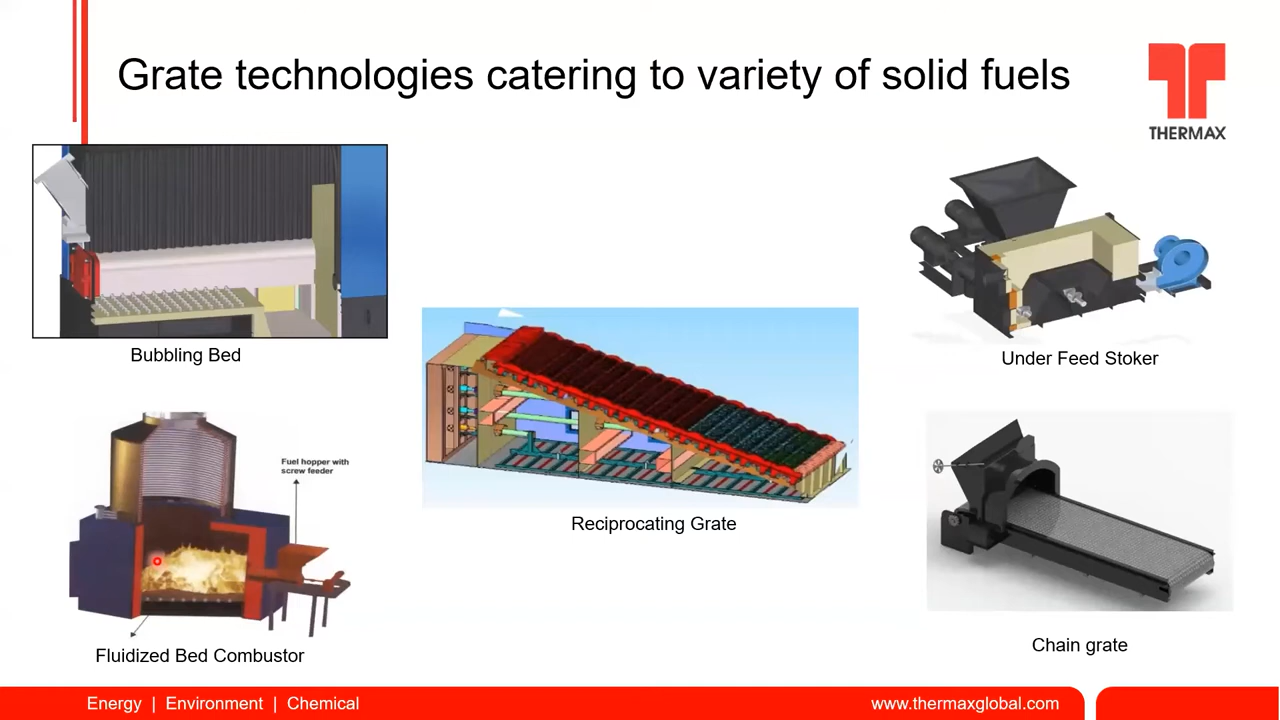 Grate technologies catering to variety of solid fuels
THERMAX
Bubbling Bed
Under Feed Stoker
Fuel hopper with
screw feeder
Reciprocating Grate
Fluidized Bed Combustor
Chain grate
Energy | Environment | Chemical
www.thermaxglobal.com